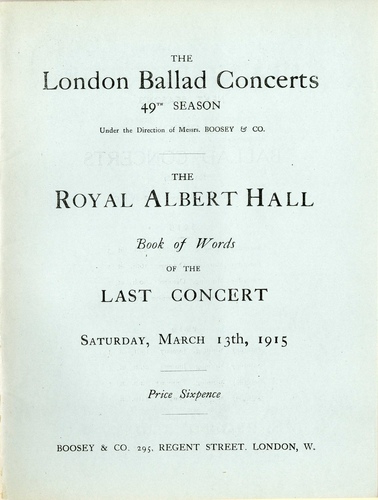 THE
London Ballad Concerts
49TH SEASON
Under the Direction of Messrs. BOOSEY & CO.
THE
ROYAL ALBERT HALL
Book of Words
OF THE
LAST CONCERT
SATURDAY, MARCH 13th, 1915
Price Sixpence
BOOSEY & CO. 295, REGENT STREET. LONDON, W.